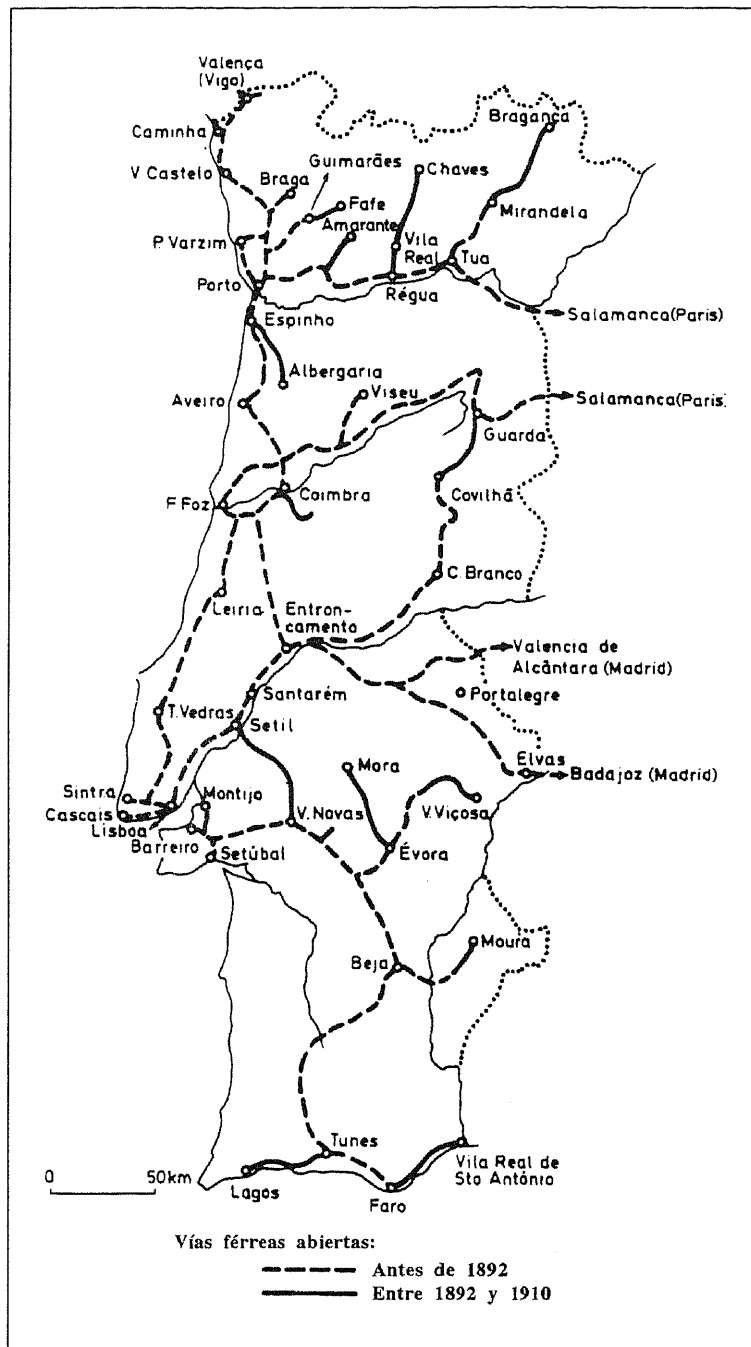 Valença
(Vigo)
Bragança
Caminha
Guimarães
Chaves
V. Castelo
Braga
Fafe
Mirandela
Amarante
P. Varzim
Vila
Real
Tua
Porto
Régua
Salamanca (Paris)
Espinho
Albergaria
Viseu
Aveiro
Salamanca (Paris)
Guarda
Coimbra
Covilhã
F. Foz
C. Branco
Leiria
Entron-
camento
Valencia de
Alcântara (Madrid)
Portalegre
Santarém
T. Vedras
Setil
Elvas
Mora
Badajoz (Madrid)
Sintra
Montijo
Cascais
V. Novas
V. Viçosa
Lisboa
Barreiro
Évora
Setúbal
Moura
Beja
Tunes
0 50 km
Vila Real de
Sto António
Lagos
Faro
Vías férreas abiertas:
Antes de 1892
Entre 1892 y 1910